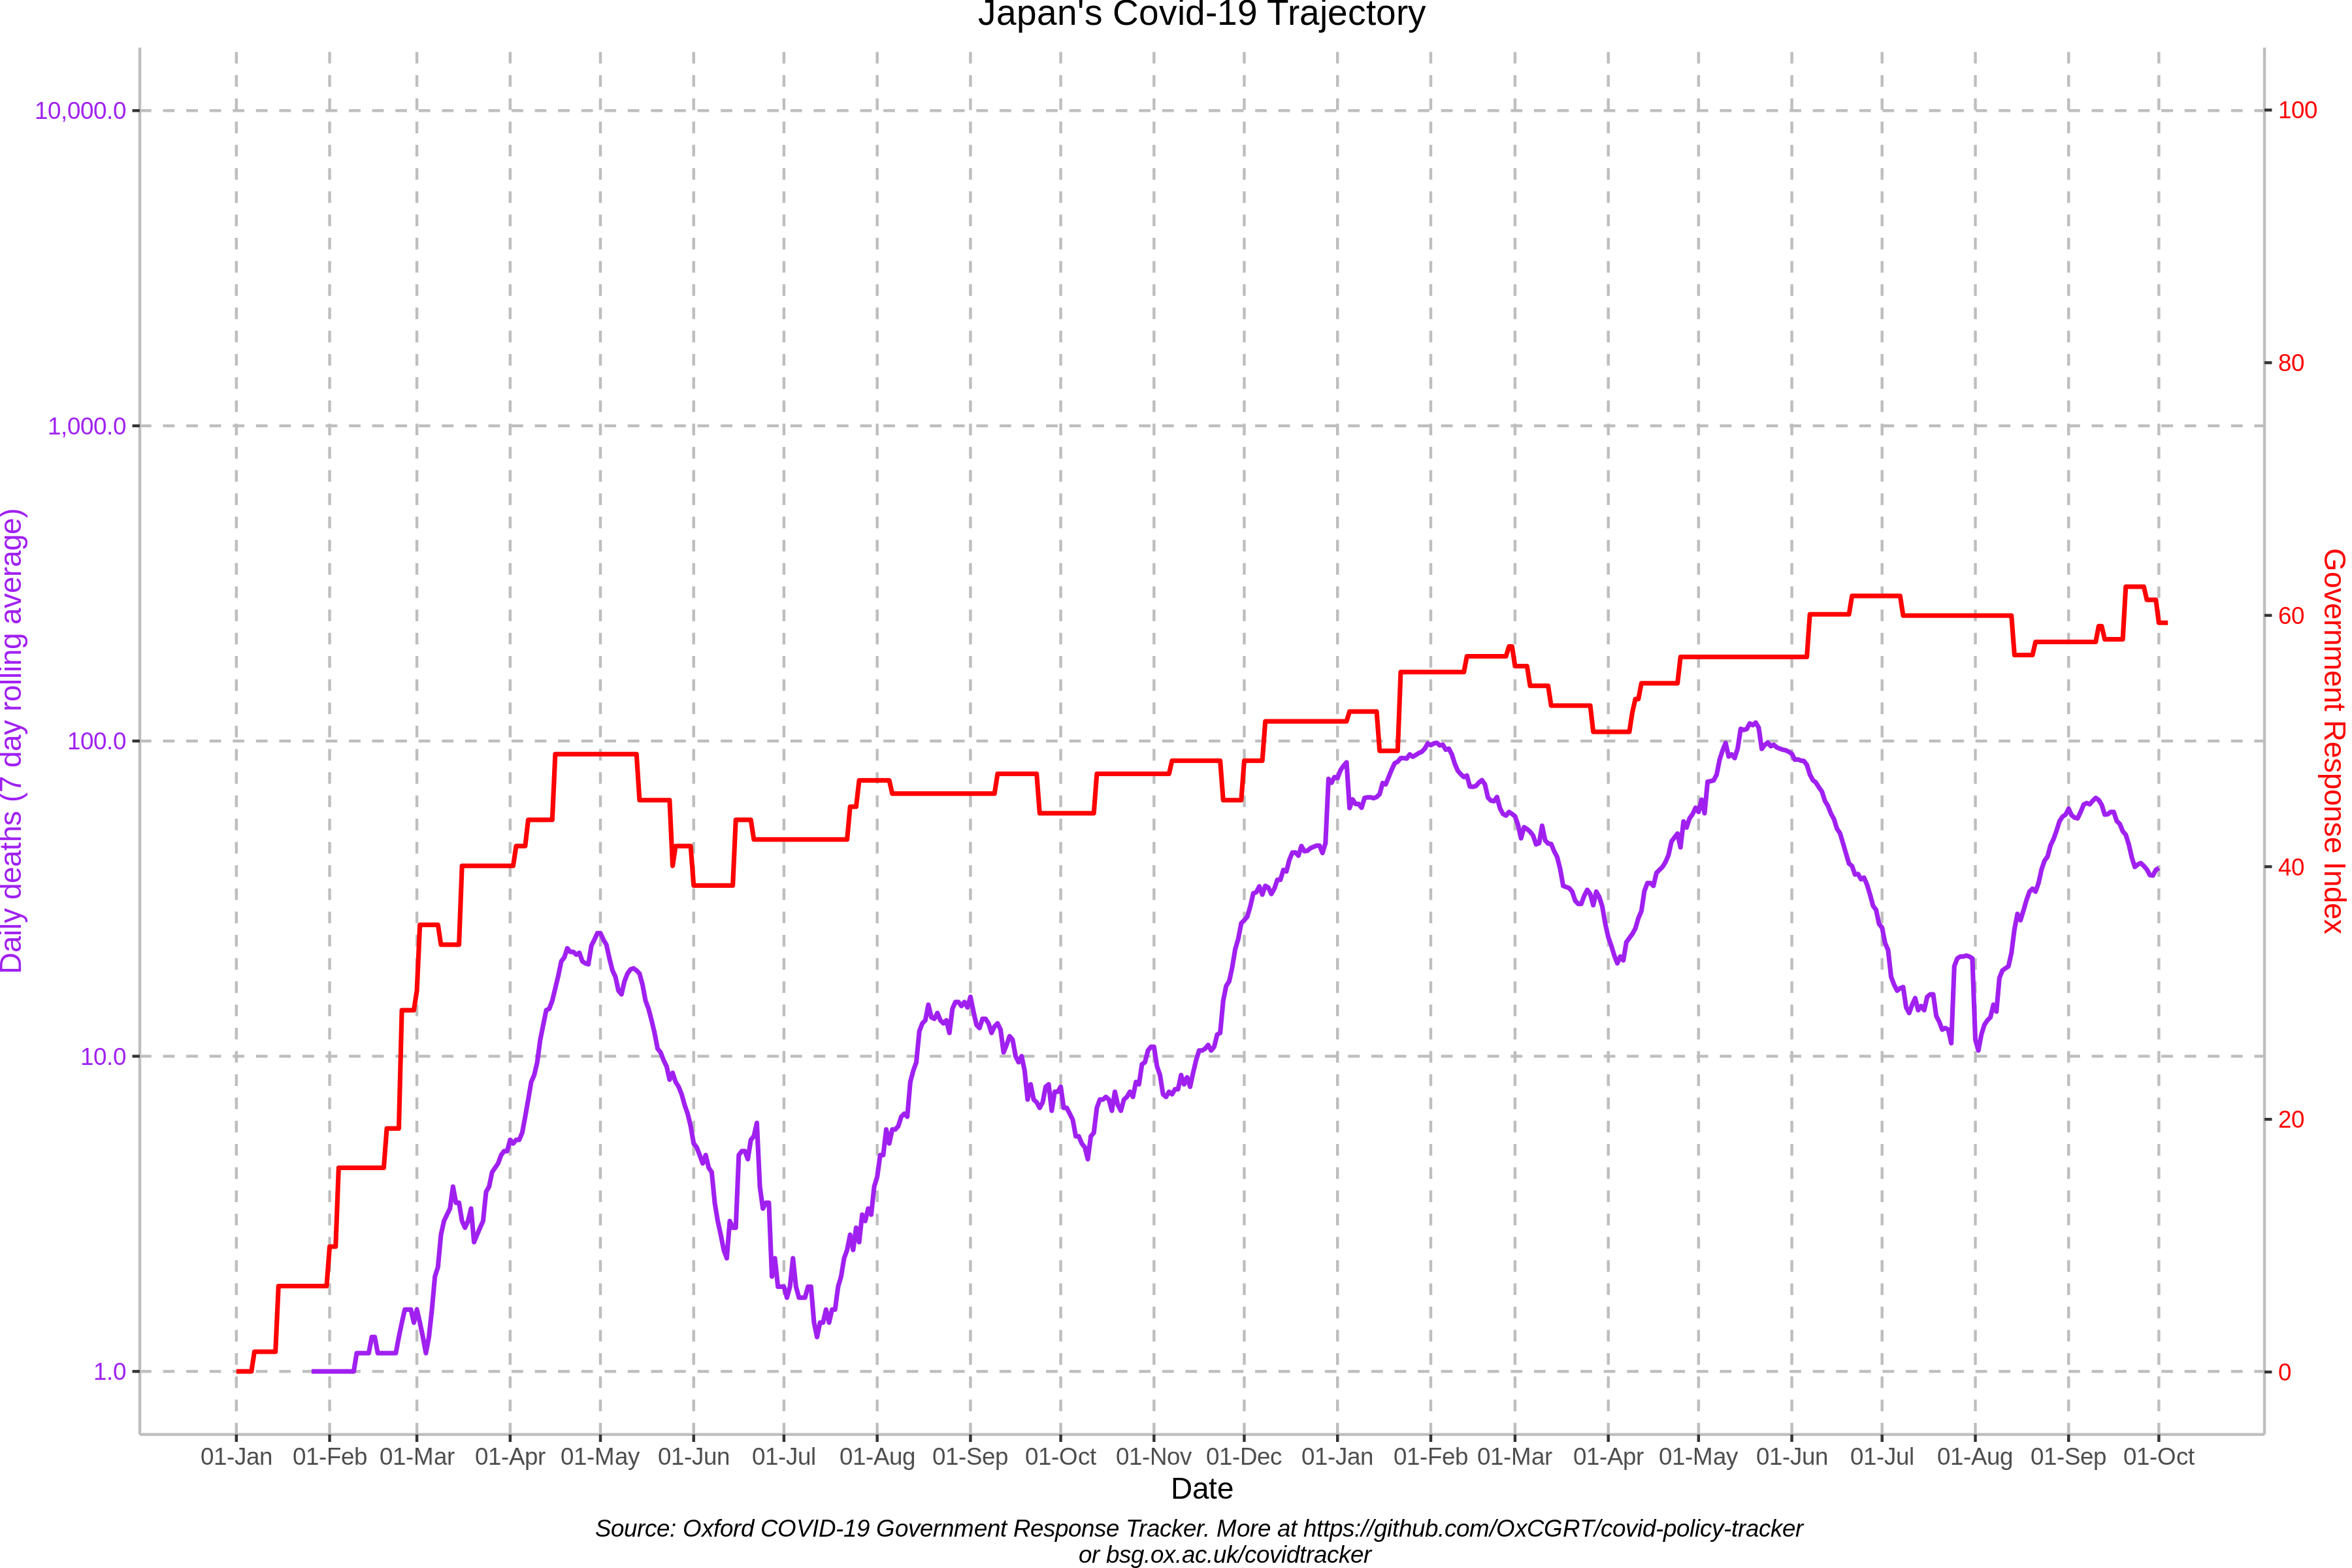 Japan's Covid-19 Trajectory
10,000.0
1,000.0
100.0
10.0
1.0
Daily deaths (7 day rolling average)
100
80
60
40
20
0
Government Response Index
01-Jan 01-Feb 01-Mar 01-Apr 01-May 01-Jun 01-Jul 01-Aug 01-Sep 01-Oct 01-Nov 01-Dec 01-Jan 01-Feb 01-Mar 01-Apr 01-May 01-Jun 01-Jul 01-Aug 01-Sep 01-Oct
Date
Source: Oxford COVID-19 Government Response Tracker. More at https://github.com/OxCGRT/covid-policy-tracker
or bsg.ox.ac.uk/covidtracker